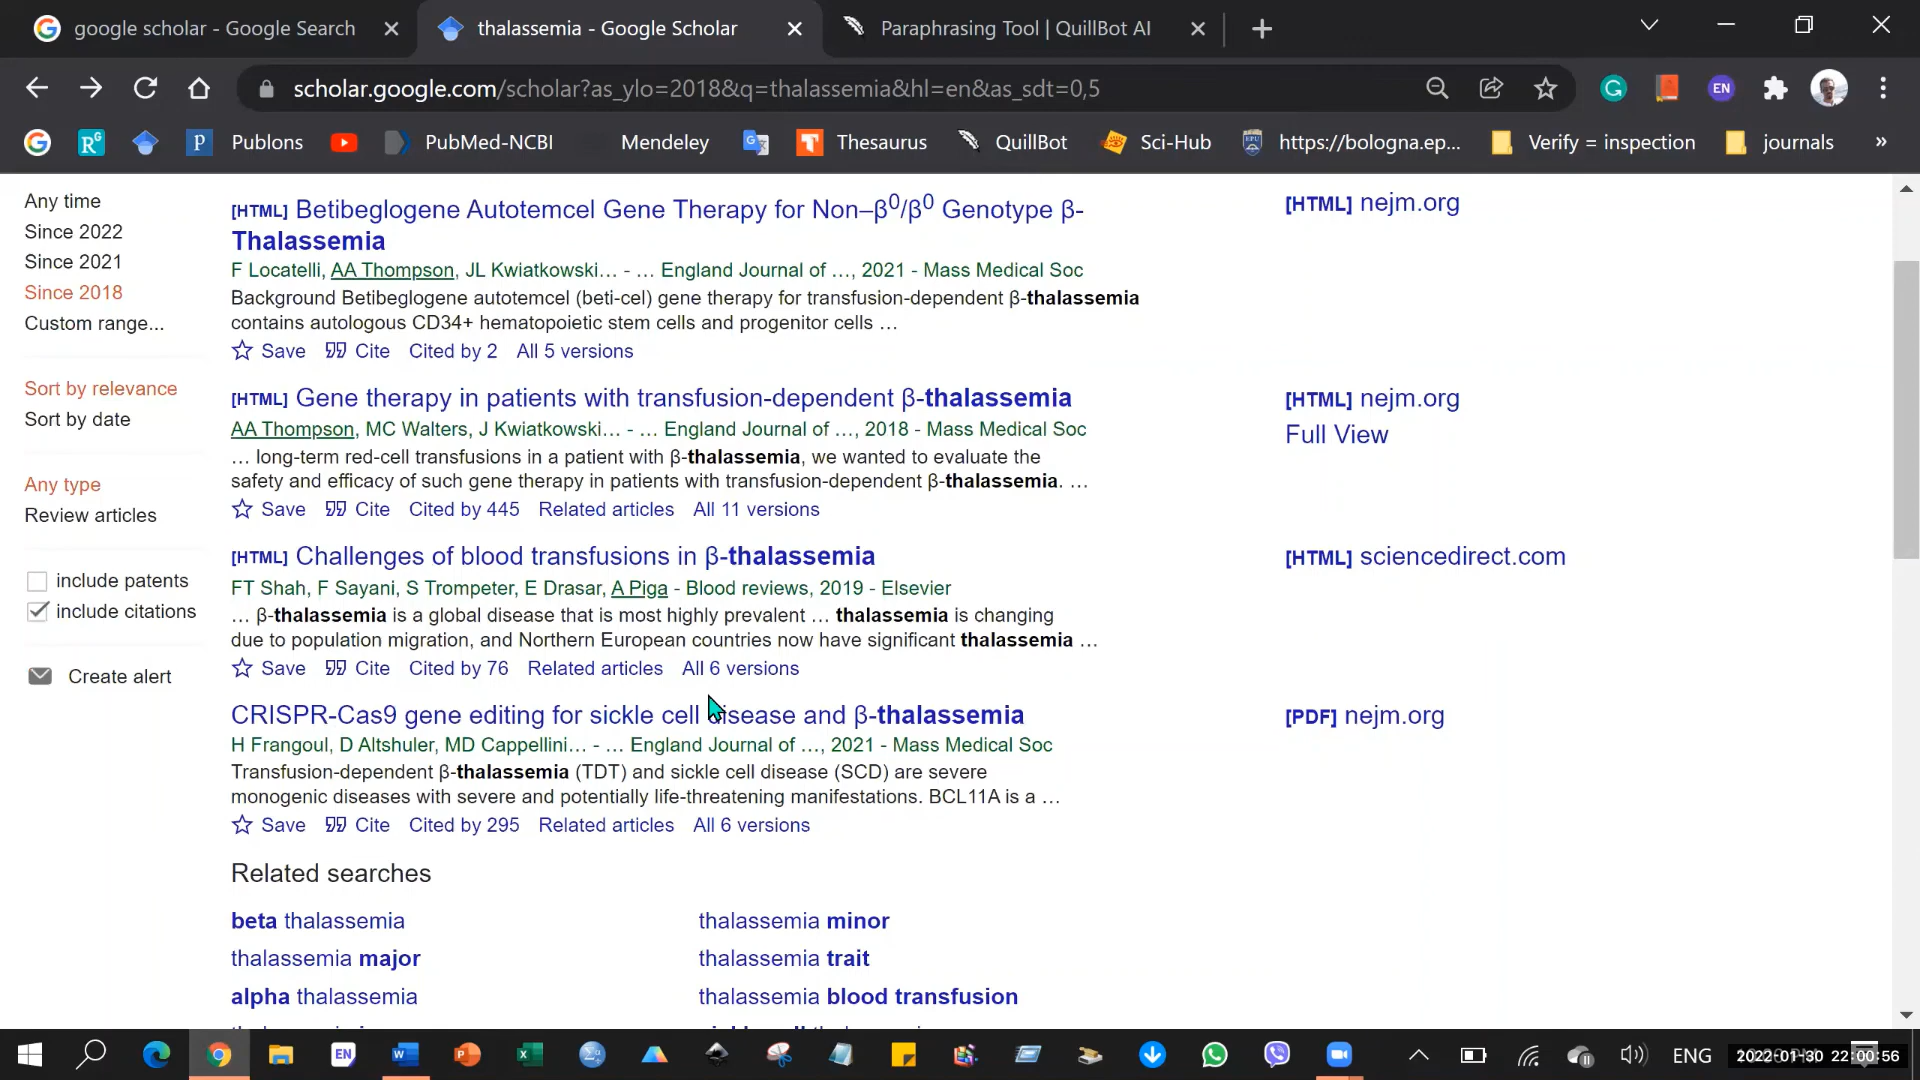 google scholar - Google Search
thalassemia - Google Scholar
Paraphrasing Tool | QuillBot AI
scholar.google.com/scholar?as_ylo=2018&q=thalassemia&hl=en&as_sdt=0,5
EN
Publons
PubMed-NCBI
Mendeley
Thesaurus
QuillBot
Sci-Hub
https://bologna.ep...
Verify = inspection
journals
»
Any time
Since 2022
Since 2021
Since 2018
Custom range...
Sort by relevance
Sort by date
Any type
Review articles
include patents
include citations
Create alert
[HTML] Betibeglogene Autotemcel Gene Therapy for Non–β⁰/β⁰ Genotype β-
Thalassemia
F Locatelli, AA Thompson, JL Kwiatkowski… - … England Journal of …, 2021 - Mass Medical Soc
Background Betibeglogene autotemcel (beti-cel) gene therapy for transfusion-dependent β-thalassemia
contains autologous CD34+ hematopoietic stem cells and progenitor cells …
Save Cite Cited by 2 All 5 versions
[HTML] nejm.org
[HTML] Gene therapy in patients with transfusion-dependent β-thalassemia
AA Thompson, MC Walters, J Kwiatkowski… - … England Journal of …, 2018 - Mass Medical Soc
… long-term red-cell transfusions in a patient with β-thalassemia, we wanted to evaluate the
safety and efficacy of such gene therapy in patients with transfusion-dependent β-thalassemia. …
Save Cite Cited by 445 Related articles All 11 versions
[HTML] nejm.org
Full View
[HTML] Challenges of blood transfusions in β-thalassemia
FT Shah, F Sayani, S Trompeter, E Drasar, A Piga - Blood reviews, 2019 - Elsevier
… β-thalassemia is a global disease that is most highly prevalent … thalassemia is changing
due to population migration, and Northern European countries now have significant thalassemia …
Save Cite Cited by 76 Related articles All 6 versions
[HTML] sciencedirect.com
CRISPR-Cas9 gene editing for sickle cell disease and β-thalassemia
H Frangoul, D Altshuler, MD Cappellini… - … England Journal of …, 2021 - Mass Medical Soc
Transfusion-dependent β-thalassemia (TDT) and sickle cell disease (SCD) are severe
monogenic diseases with severe and potentially life-threatening manifestations. BCL11A is a …
Save Cite Cited by 295 Related articles All 6 versions
[PDF] nejm.org
Related searches
beta thalassemia
thalassemia minor
thalassemia major
thalassemia trait
alpha thalassemia
thalassemia blood transfusion
EN
ENG
2022-01-30 22:00:56